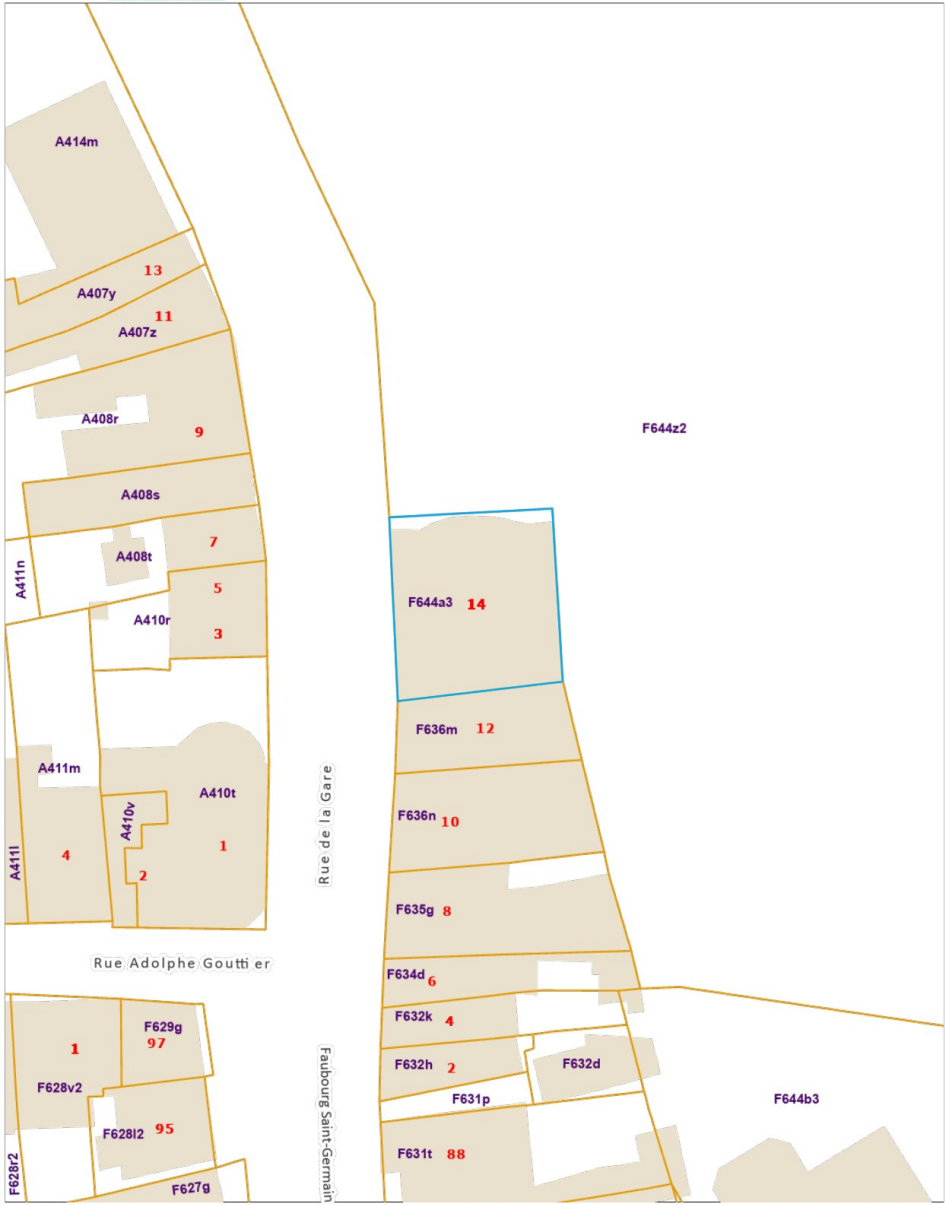 A414m
13
A407y
11
A407z
A408r
9
F644z2
A408s
7
A408t
A411n
5
F644a3 14
A410r
3
F636m 12
A411m
Rue de la Gare
A410t
F636n 10
A410v
1
A411l
4
2
F635g 8
Rue Adolphe Gouttier
F634d 6
F632k 4
F629g
97
1
F632h 2
F632d
F628v2
F631p
F644b3
Faubourg Saint-Germain
F628l2 95
F631t 88
F628r2
F627g